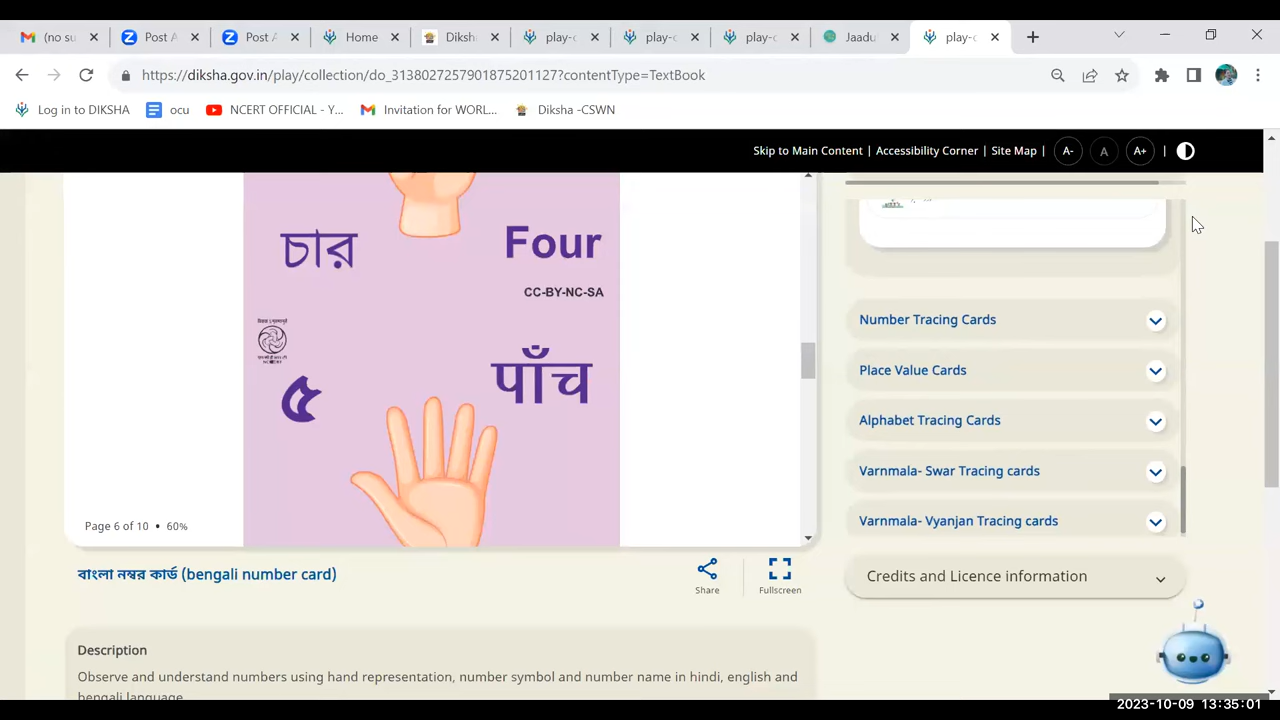 (no su
Post A
Post A
Home
Diksh
play-c
play-c
play-c
Jaadu
play-c
https://diksha.gov.in/play/collection/do_31380272579018752011​27?contentType=TextBook
Log in to DIKSHA
ocu
NCERT OFFICIAL - Y...
Invitation for WORL...
Diksha -CSWN
Skip to Main Content | Accessibility Corner | Site Map | A- A A+ |
চার
Four
CC-BY-NC-SA
५
पाँच
Page 6 of 10 • 60%
Number Tracing Cards
Place Value Cards
Alphabet Tracing Cards
Varnmala- Swar Tracing cards
Varnmala- Vyanjan Tracing cards
Credits and Licence information
বাংলা নম্বর কার্ড (bengali number card)
Share
Fullscreen
Description
Observe and understand numbers using hand representation, number symbol and number name in hindi, english and
bengali language
2023-10-09 13:35:01